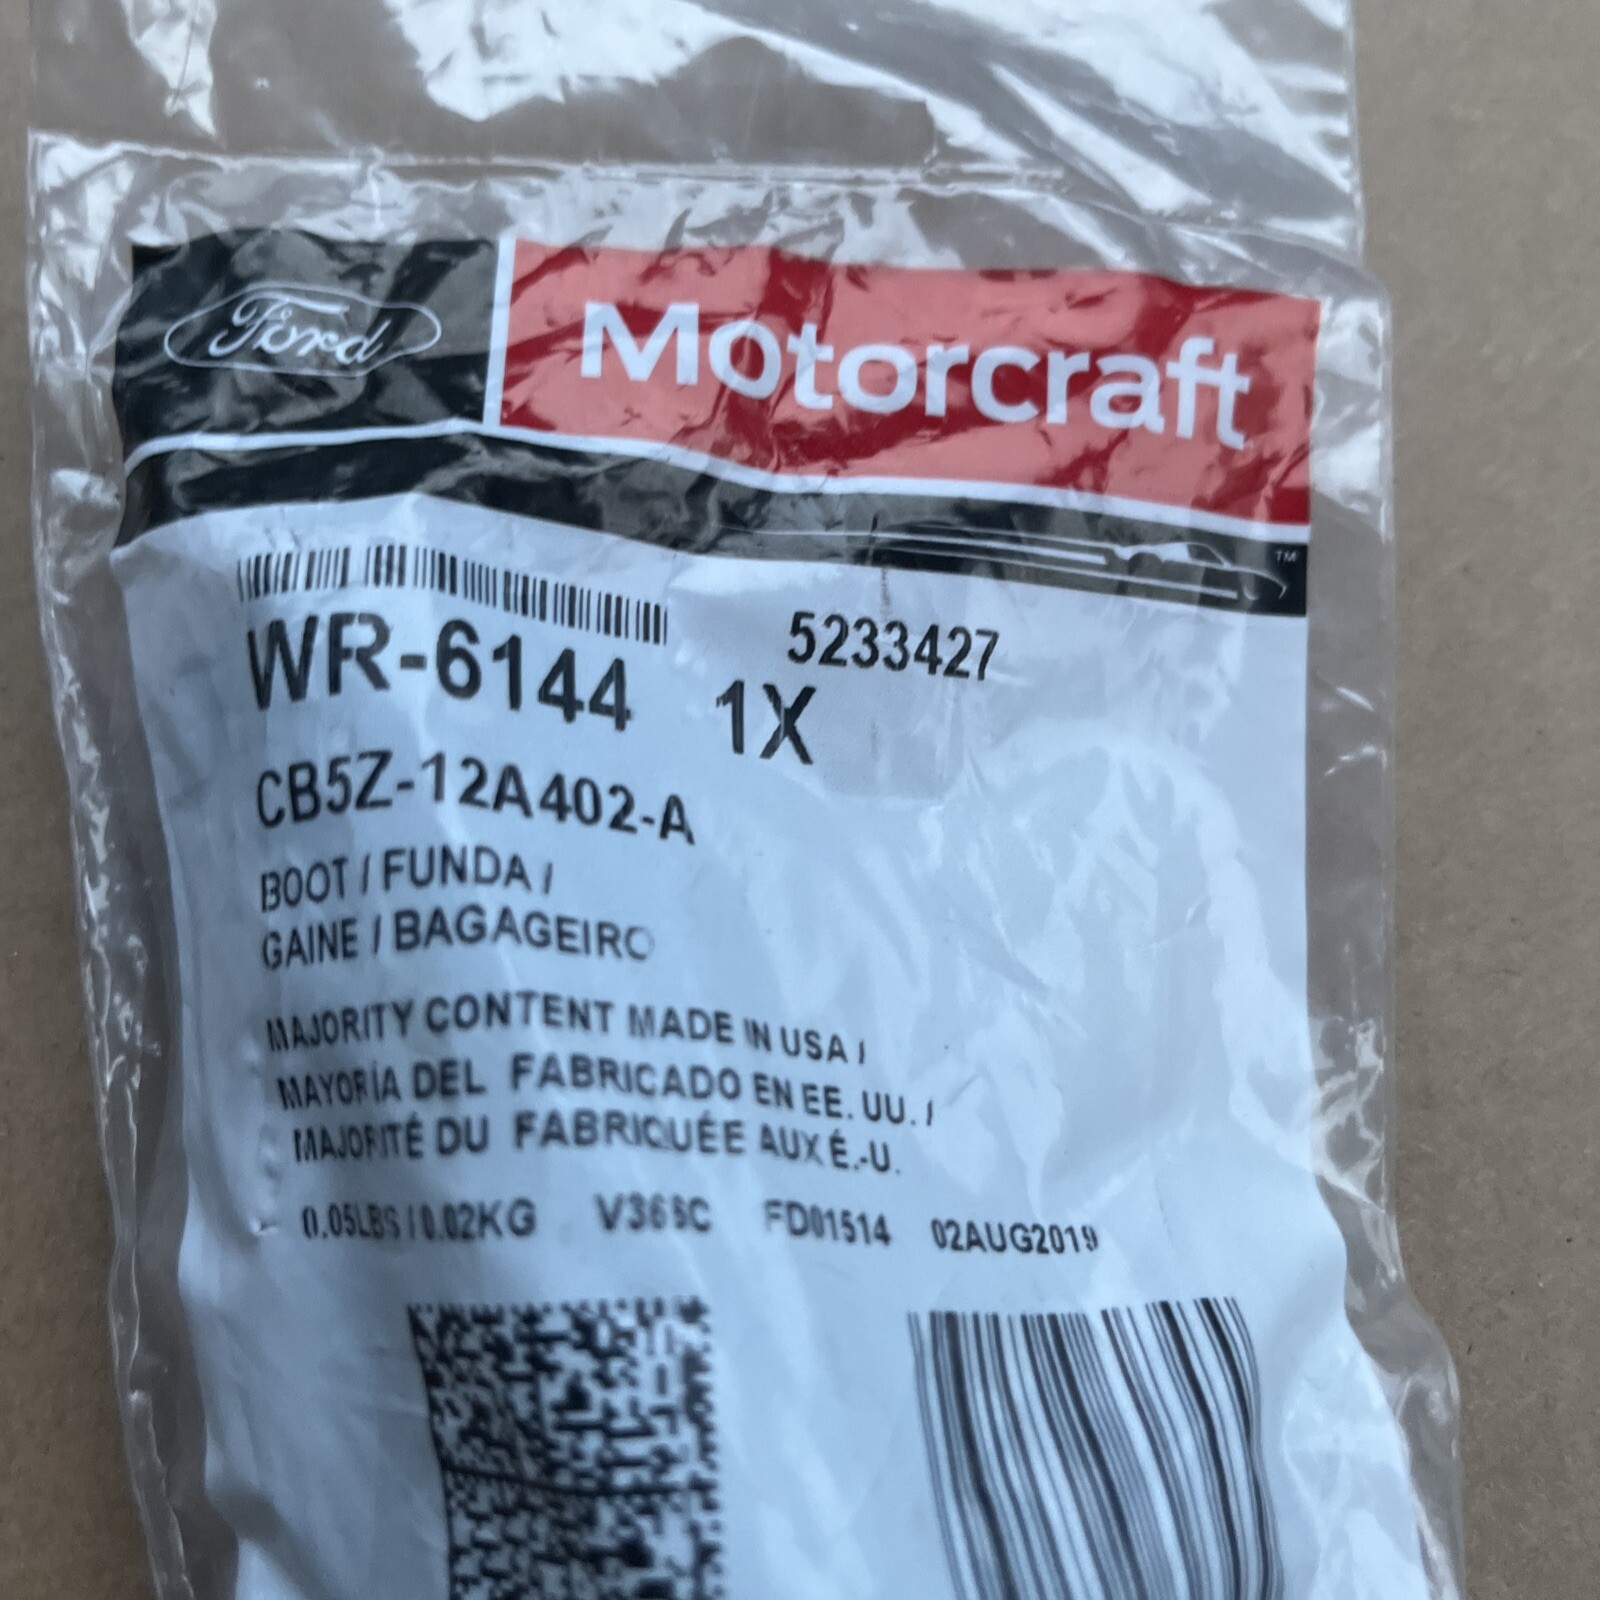 Ford Motorcraft
TM
WR-6144 1X 5233427
CB5Z-12A402-A
BOOT / FUNDA /
GAINE / BAGAGEIRO
MAJORITY CONTENT MADE IN USA /
MAYORÍA DEL FABRICADO EN EE. UU. /
MAJORITÉ DU FABRIQUÉE AUX É.-U.
0.05LBS / 0.02KG FD01514 02AUG2019